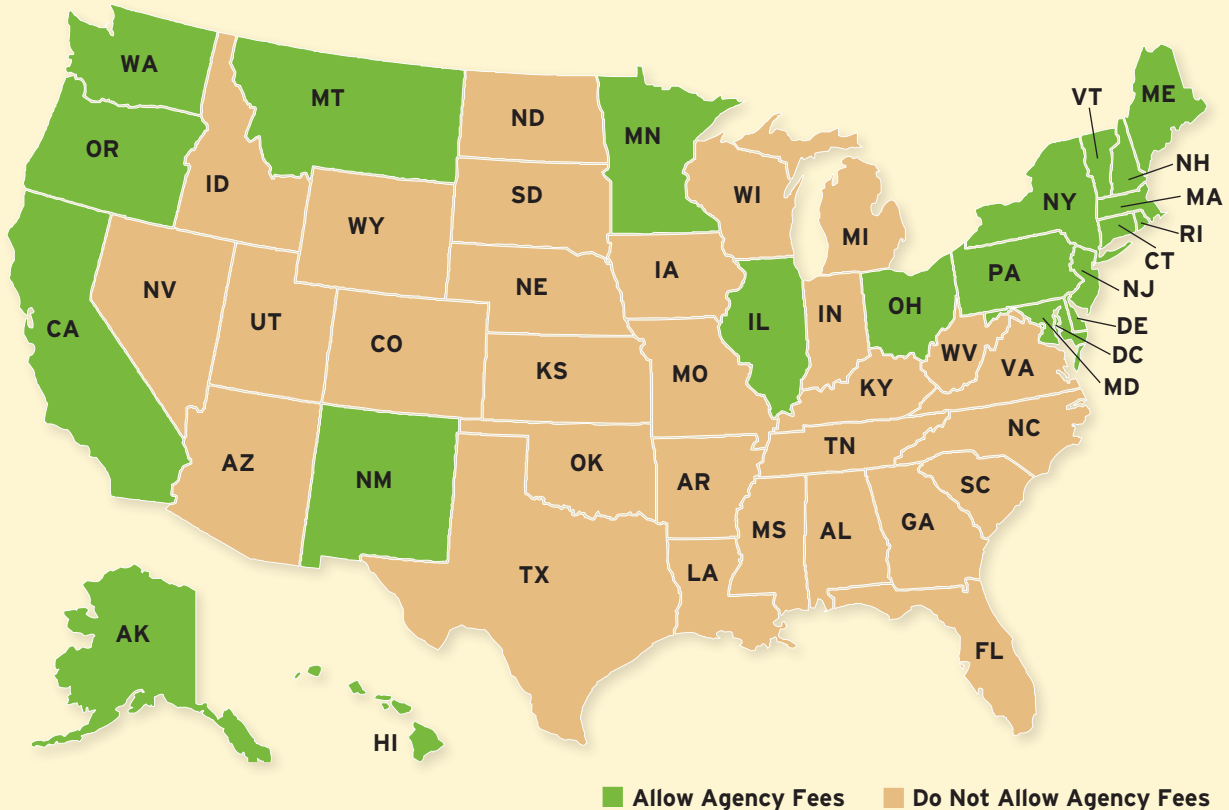 WA
MT
ND
MN
VT
ME
OR
ID
SD
WI
NH
WY
NY
MA
MI
RI
IA
CT
NV
NE
PA
NJ
UT
IL
IN
OH
DE
CA
CO
DC
WV
VA
MD
KS
MO
KY
NC
TN
AZ
OK
NM
AR
SC
GA
MS
AL
TX
LA
AK
FL
HI
Allow Agency Fees
Do Not Allow Agency Fees